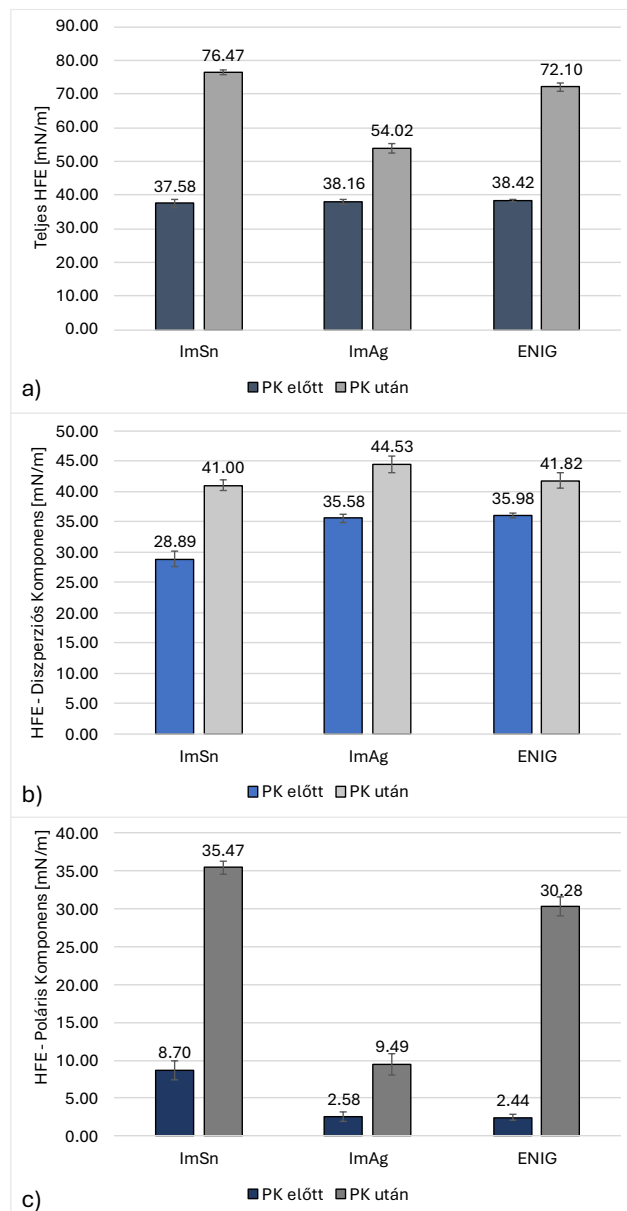 90.00
80.00
70.00
60.00
50.00
40.00
30.00
20.00
10.00
0.00
Teljes HFE [mN/m]
37.58 76.47 38.16 54.02 38.42 72.10
ImSn ImAg ENIG
a)
PK előtt PK után
50.00
45.00
40.00
35.00
30.00
25.00
20.00
15.00
10.00
5.00
0.00
HFE - Diszperziós Komponens [mN/m]
28.89 41.00 35.58 44.53 35.98 41.82
ImSn ImAg ENIG
b)
PK előtt PK után
40.00
35.00
30.00
25.00
20.00
15.00
10.00
5.00
0.00
HFE - Poláris Komponens [mN/m]
8.70 35.47 2.58 9.49 2.44 30.28
ImSn ImAg ENIG
c)
PK előtt PK után